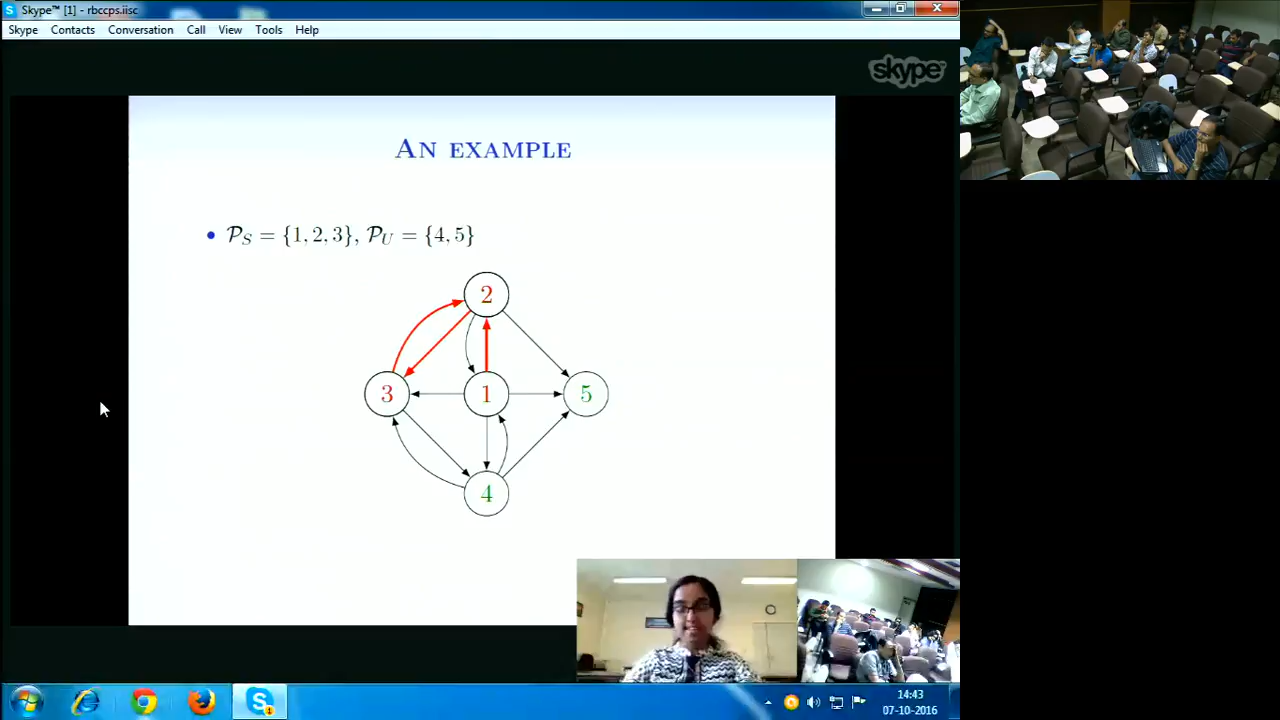 Skype™ [1] - rbccps.iisc
Skype Contacts Conversation Call View Tools Help
skype
AN EXAMPLE
• 𝒫_S = {1, 2, 3}, 𝒫_U = {4, 5}
2
3 1 5
4
14:43
07-10-2016